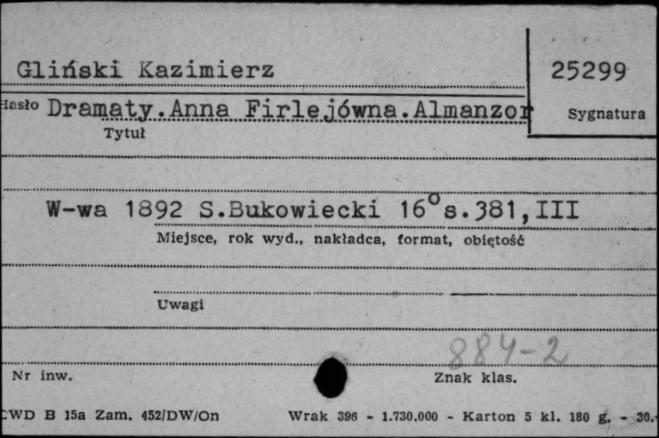 Gliński Kazimierz
25299
Hasło Dramaty.Anna Firlejówna.Almanzor
Sygnatura
Tytuł
W-wa 1892 S.Bukowiecki 16° s.381,III
Miejsce, rok wyd., nakładca, format, objętość
Uwagi
884-2
Nr inw.
Znak klas.
CWD B 15a Zam. 452/DW/On Wrak 396 - 1.730.000 - Karton 5 kl. 180 g. - 30.